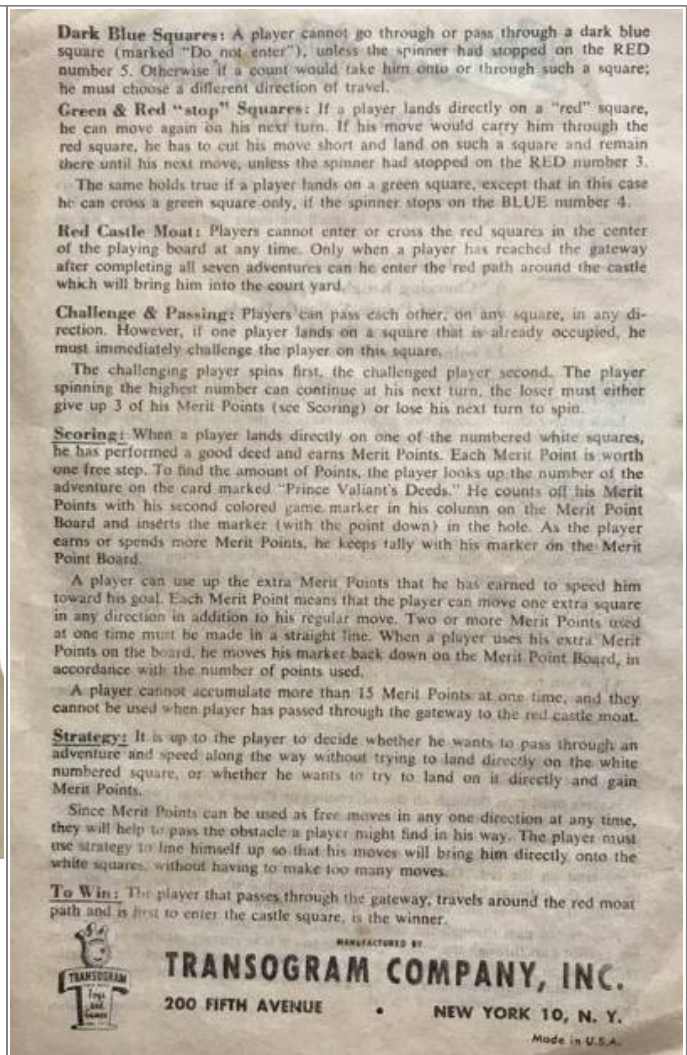 Dark Blue Squares: A player cannot go through or pass through a dark blue
square (marked "Do not enter"), unless the spinner had stopped on the RED
number 5. Otherwise if a count would take him onto or through such a square;
he must choose a different direction of travel.
Green & Red "stop" Squares: If a player lands directly on a "red" square,
he can move again on his next turn. If his move would carry him through the
red square, he has to cut his move short and land on such a square and remain
there until his next move, unless the spinner had stopped on the RED number 3.
The same holds true if a player lands on a green square, except that in this case
he can cross a green square only, if the spinner stops on the BLUE number 4.
Red Castle Moat: Players cannot enter or cross the red squares in the center
of the playing board at any time. Only when a player has reached the gateway
after completing all seven adventures can he enter the red path around the castle
which will bring him into the court yard.
Challenge & Passing: Players can pass each other, on any square, in any di-
rection. However, if one player lands on a square that is already occupied, he
must immediately challenge the player on this square.
The challenging player spins first, the challenged player second. The player
spinning the highest number can continue at his next turn, the loser must either
give up 3 of his Merit Points (see Scoring) or lose his next turn to spin.
Scoring: When a player lands directly on one of the numbered white squares,
he has performed a good deed and earns Merit Points. Each Merit Point is worth
one free step. To find the amount of Points, the player looks up the number of the
adventure on the card marked "Prince Valiant's Deeds." He counts off his Merit
Points with his second colored game marker in his column on the Merit Point
Board and inserts the marker (with the point down) in the hole. As the player
earns or spends more Merit Points, he keeps tally with his marker on the Merit
Point Board.
A player can use up the extra Merit Points that he has earned to speed him
toward his goal. Each Merit Point means that the player can move one extra square
in any direction in addition to his regular move. Two or more Merit Points used
at one time must be made in a straight line. When a player uses his extra Merit
Points on the board, he moves his marker back down on the Merit Point Board, in
accordance with the number of points used.
A player cannot accumulate more than 15 Merit Points at one time, and they
cannot be used when player has passed through the gateway to the red castle moat.
Strategy: It is up to the player to decide whether he wants to pass through an
adventure and speed along the way without trying to land directly on the white
numbered square, or whether he wants to try to land on it directly and gain
Merit Points.
Since Merit Points can be used as free moves in any one direction at any time,
they will help to pass the obstacle a player might find in his way. The player must
use strategy to line himself up so that his moves will bring him directly onto the
white squares, without having to make too many moves.
To Win: The player that passes through the gateway, travels around the red moat
path and is first to enter the castle square, is the winner.
MANUFACTURED BY
TRANSOGRAM
Toys
and
Games
TRANSOGRAM COMPANY, INC.
200 FIFTH AVENUE • NEW YORK 10, N. Y.
Made in U.S.A.